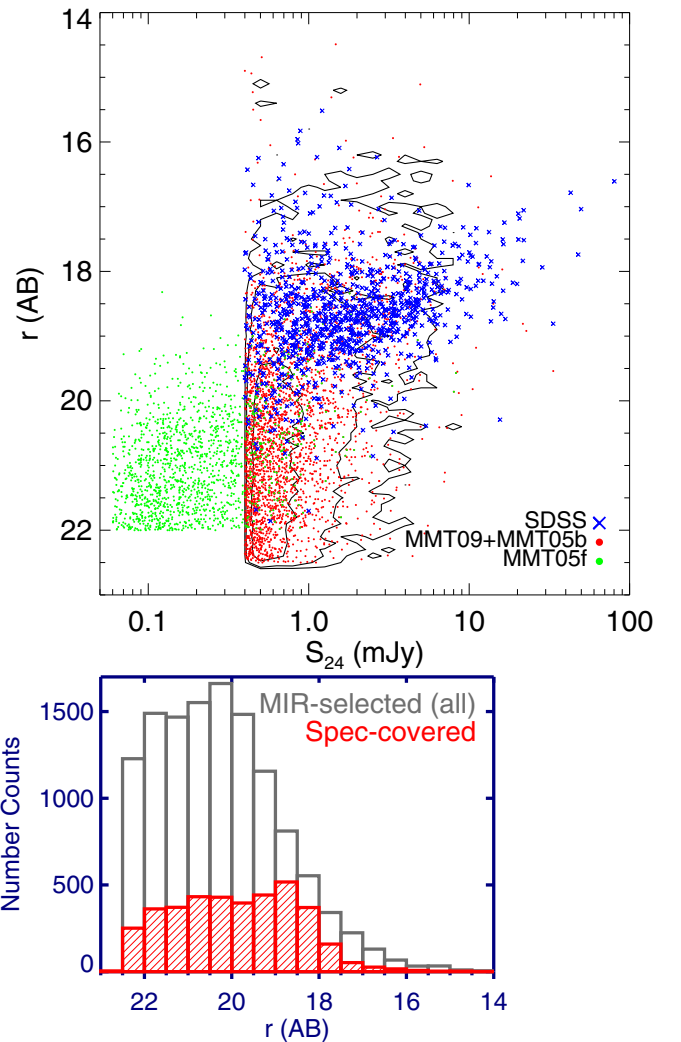 14
16
18
20
22
r (AB)
SDSS
MMT09+MMT05b
MMT05f
0.1 1.0 10 100
S24 (mJy)
MIR-selected (all)
Spec-covered
1500
1000
500
0
Number Counts
22 20 18 16 14
r (AB)